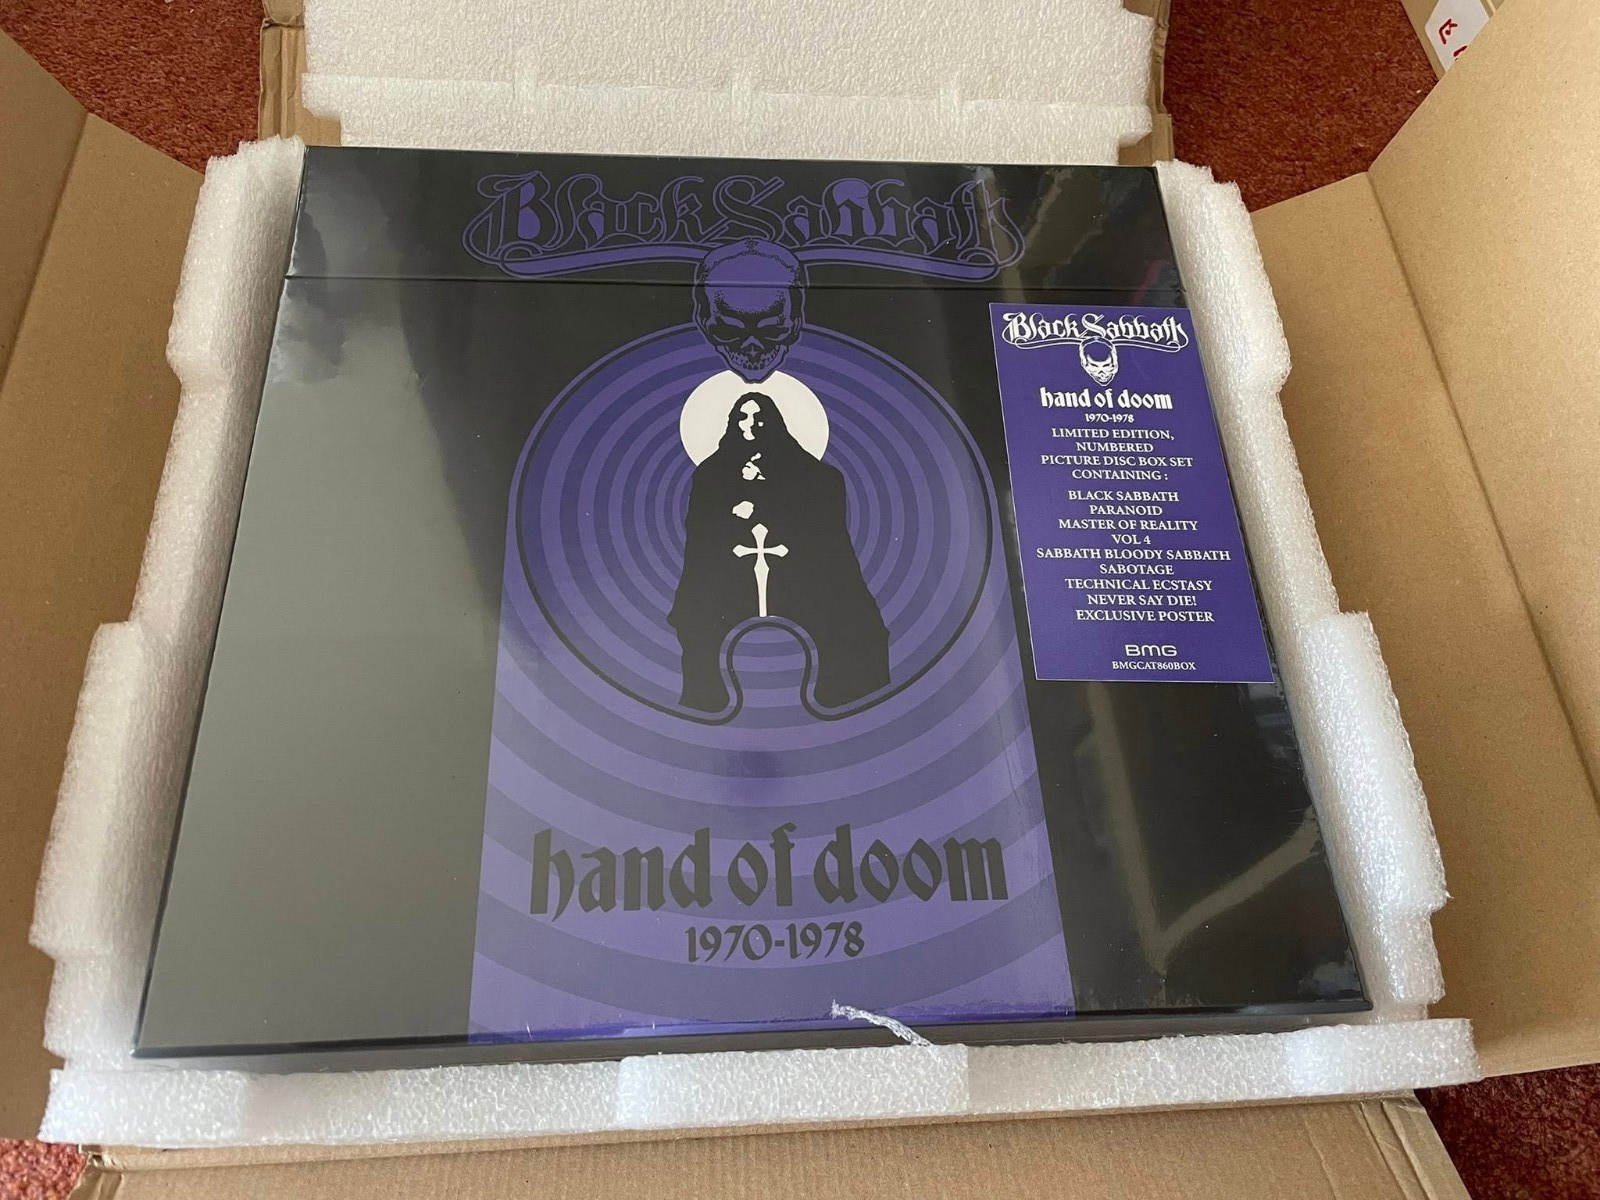 Black Sabbath
hand of doom
1970-1978
Black Sabbath
hand of doom
1970-1978
LIMITED EDITION,
NUMBERED
PICTURE DISC BOX SET
CONTAINING :
BLACK SABBATH
PARANOID
MASTER OF REALITY
VOL 4
SABBATH BLOODY SABBATH
SABOTAGE
TECHNICAL ECSTASY
NEVER SAY DIE!
EXCLUSIVE POSTER
BMG
BMGCAT860BOX